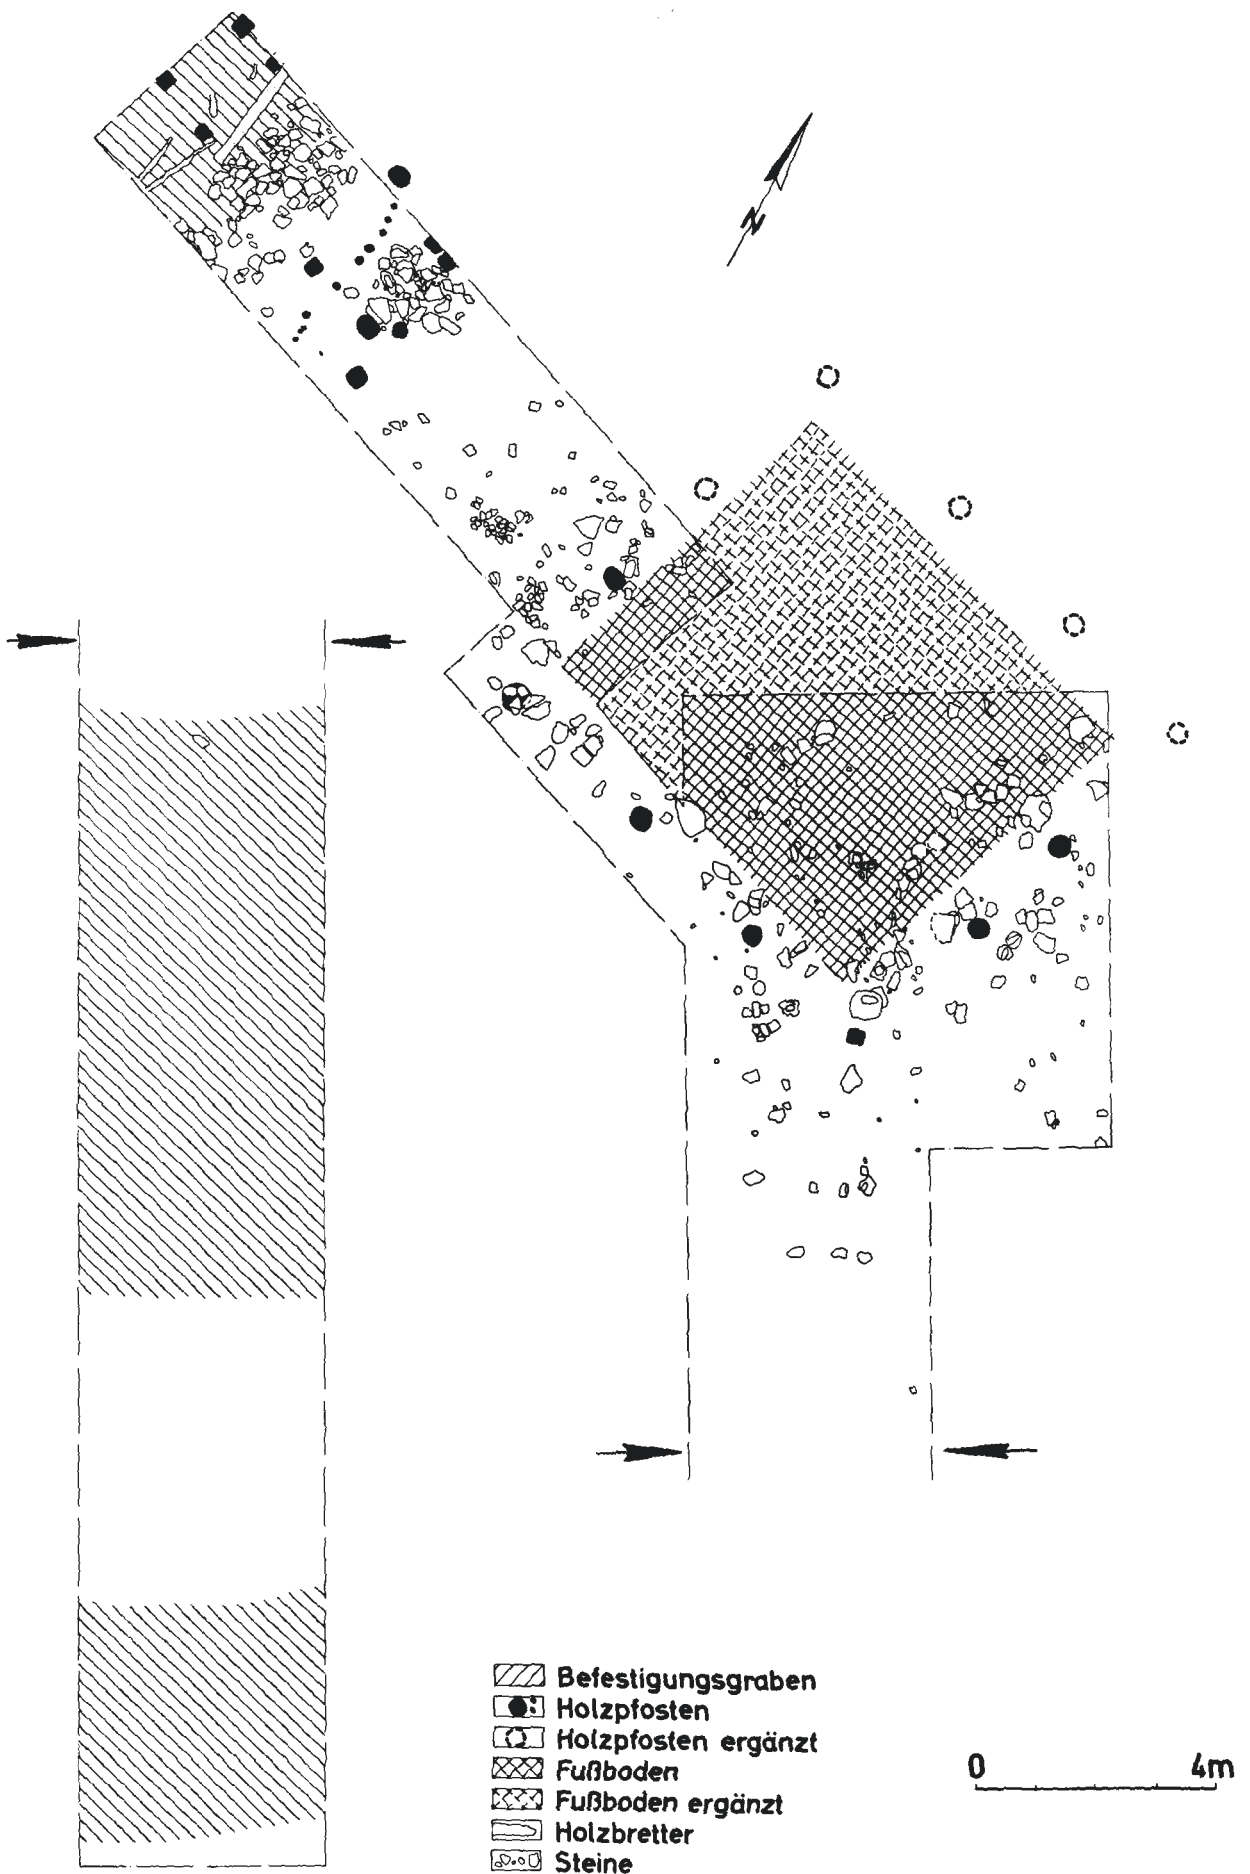 N
Befestigungsgraben
Holzpfosten
Holzpfosten ergänzt
Fußboden
Fußboden ergänzt
Holzbretter
Steine
0 4m